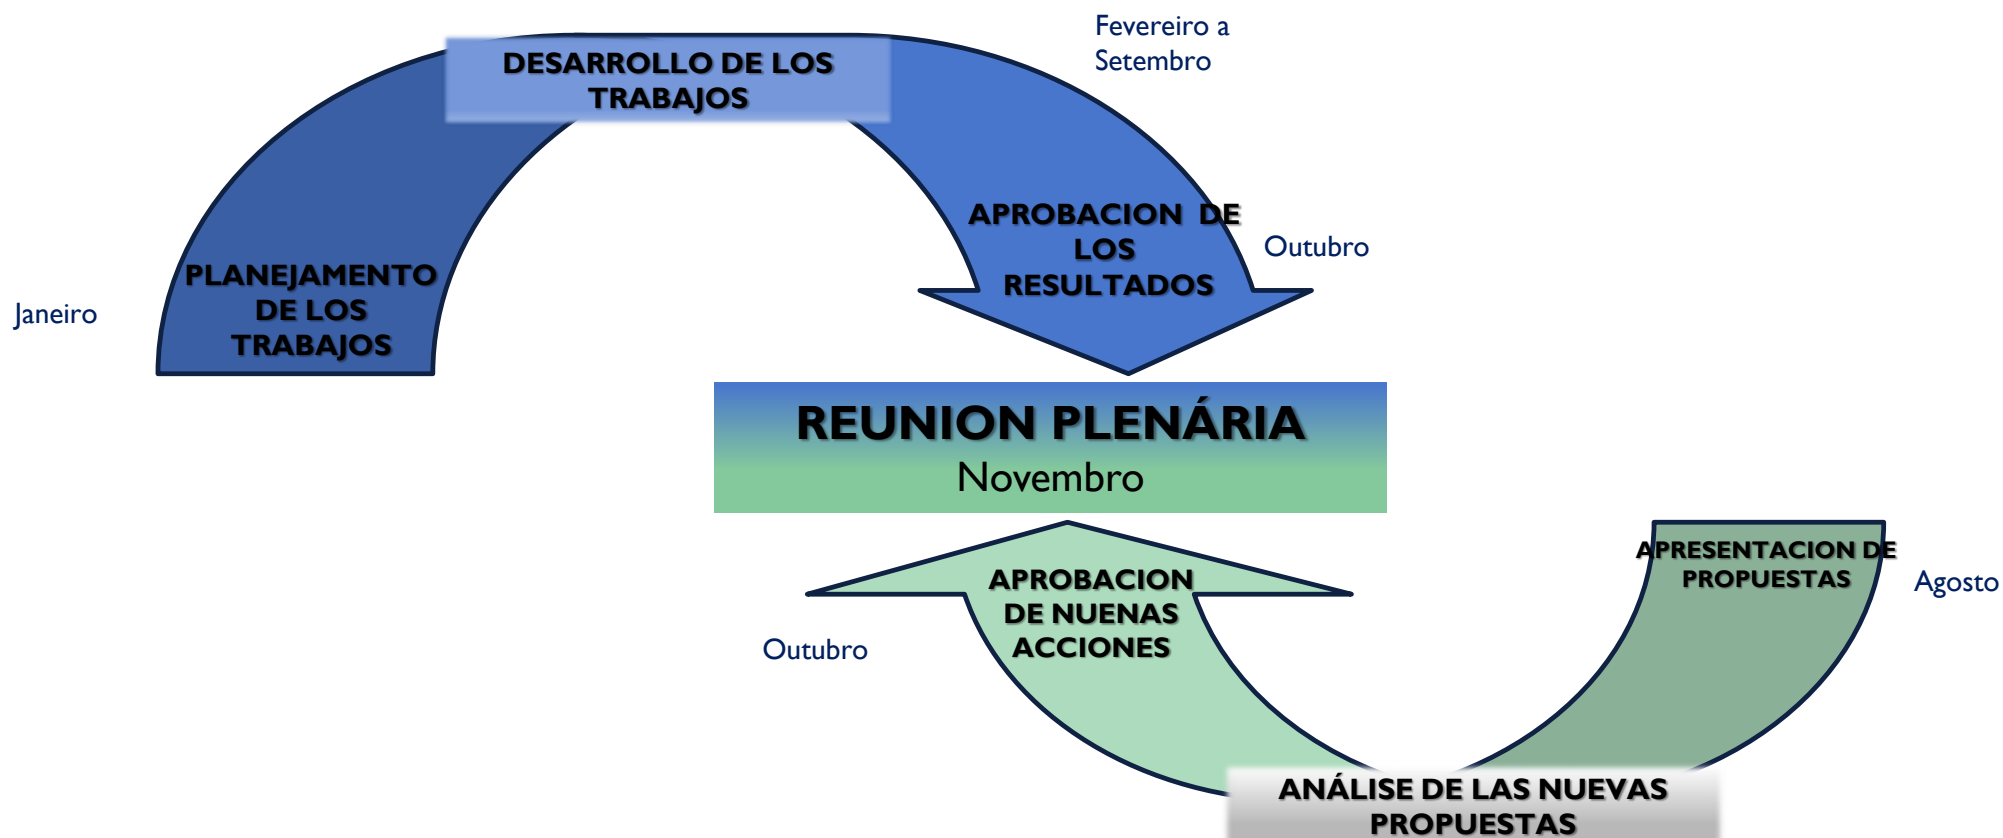 Fevereiro a
Setembro
DESARROLLO DE LOS
TRABAJOS
APROBACION DE
LOS
RESULTADOS
Outubro
PLANEJAMENTO
DE LOS
TRABAJOS
Janeiro
REUNION PLENÁRIA
Novembro
APRESENTACION DE
PROPUESTAS
Agosto
APROBACION
DE NUENAS
ACCIONES
Outubro
ANÁLISE DE LAS NUEVAS
PROPUESTAS